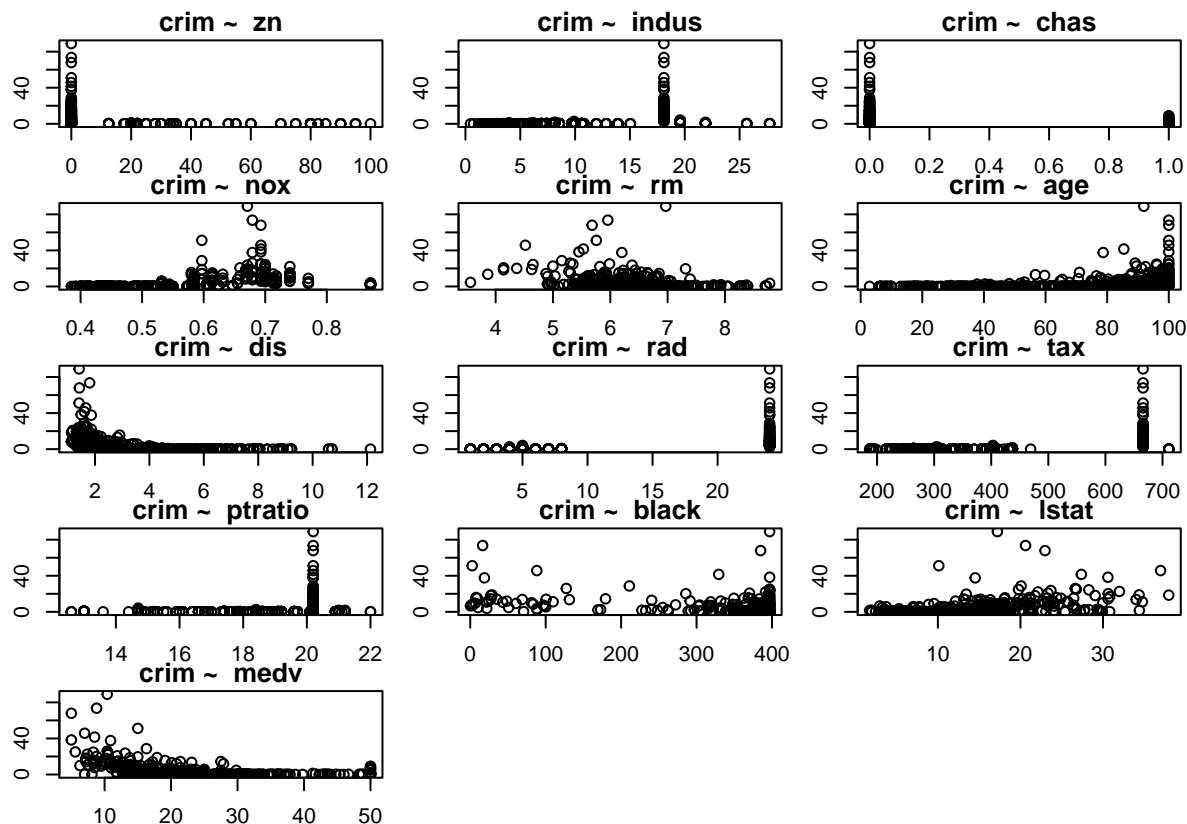 crim ~ zn
0 40
0 20 40 60 80 100
crim ~ indus
0 40
0 5 10 15 20 25
crim ~ chas
0 40
0.0 0.2 0.4 0.6 0.8 1.0
crim ~ nox
0 40
0.4 0.5 0.6 0.7 0.8
crim ~ rm
0 40
4 5 6 7 8
crim ~ age
0 40
0 20 40 60 80 100
crim ~ dis
0 40
2 4 6 8 10 12
crim ~ rad
0 40
5 10 15 20
crim ~ tax
0 40
200 300 400 500 600 700
crim ~ ptratio
0 40
14 16 18 20 22
crim ~ black
0 40
0 100 200 300 400
crim ~ lstat
0 40
10 20 30
crim ~ medv
0 40
10 20 30 40 50